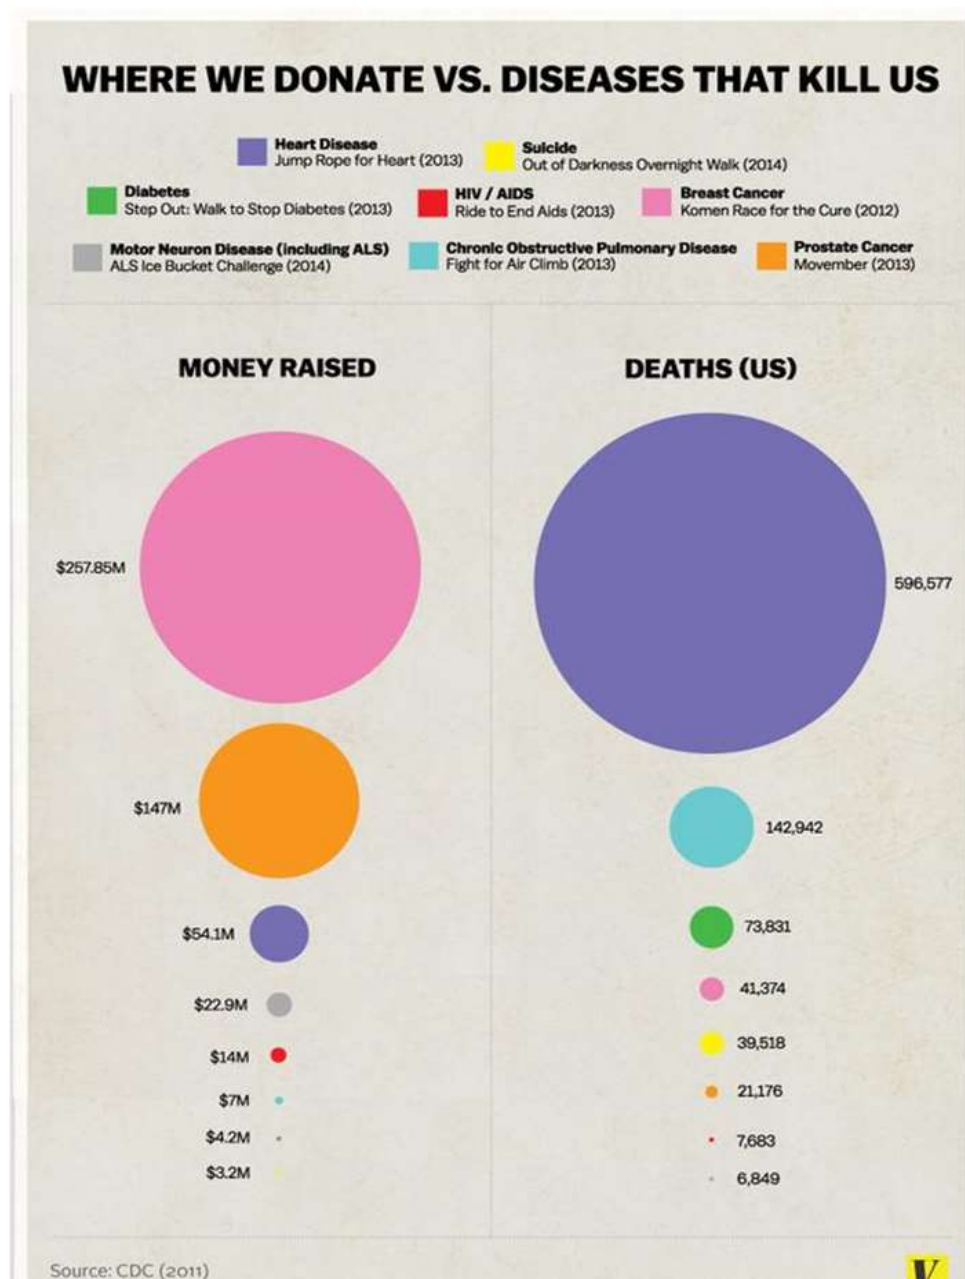 WHERE WE DONATE VS. DISEASES THAT KILL US
Heart Disease
Jump Rope for Heart (2013)
Suicide
Out of Darkness Overnight Walk (2014)
Diabetes
Step Out: Walk to Stop Diabetes (2013)
HIV / AIDS
Ride to End Aids (2013)
Breast Cancer
Komen Race for the Cure (2012)
Motor Neuron Disease (including ALS)
ALS Ice Bucket Challenge (2014)
Chronic Obstructive Pulmonary Disease
Fight for Air Climb (2013)
Prostate Cancer
Movember (2013)
MONEY RAISED
$257.85M
$147M
$54.1M
$22.9M
$14M
$7M
$4.2M
$3.2M
DEATHS (US)
596,577
142,942
73,831
41,374
39,518
21,176
7,683
6,849
Source: CDC (2011)
V